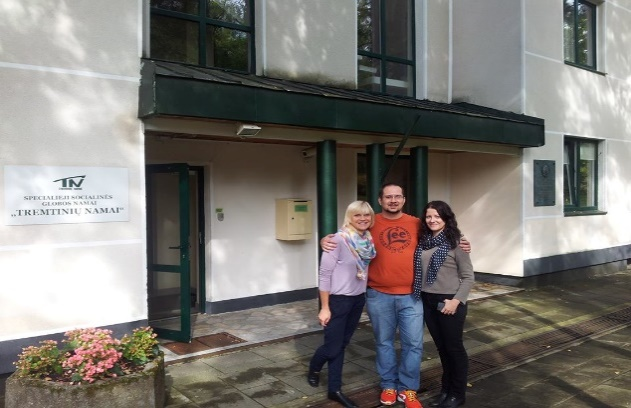 TN
SPECIALIEJI SOCIALINĖS
GLOBOS NAMAI
„TREMTINIŲ NAMAI“
Lee